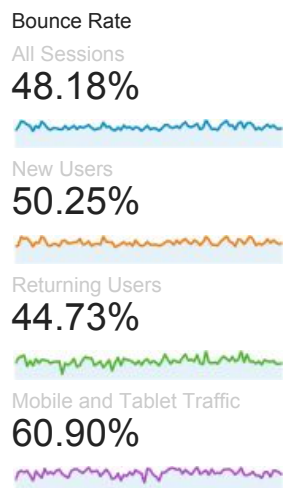 Bounce Rate
All Sessions
48.18%
New Users
50.25%
Returning Users
44.73%
Mobile and Tablet Traffic
60.90%